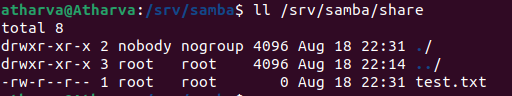 atharva@Atharva:/srv/samba$ ll /srv/samba/share
total 8
drwxr-xr-x 2 nobody nogroup 4096 Aug 18 22:31 ./
drwxr-xr-x 3 root   root    4096 Aug 18 22:14 ../
-rw-r--r-- 1 root   root       0 Aug 18 22:31 test.txt